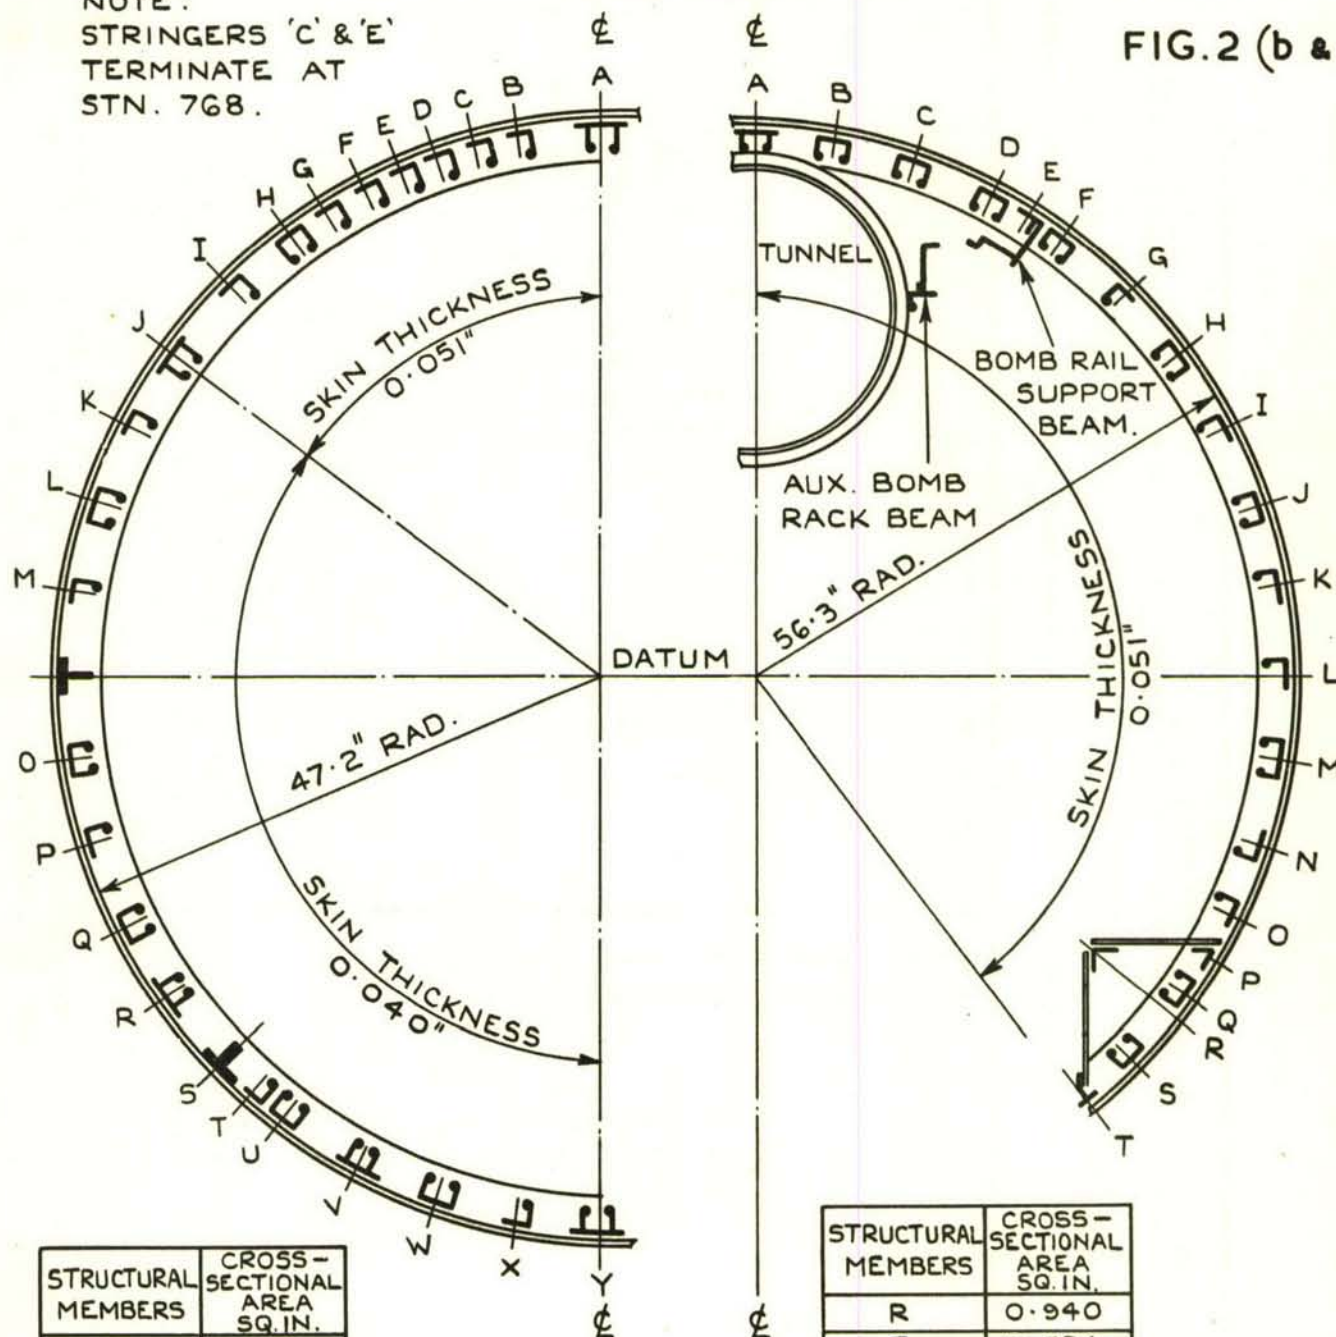 NOTE:
STRINGERS 'C' & 'E'
TERMINATE AT
STN. 768.
FIG. 2 (b &
℄
℄
A
B
C
D
E
F
G
H
I
J
K
L
M
O
P
Q
R
S
T
U
V
W
X
Y
℄
SKIN THICKNESS
0·051"
47·2" RAD.
SKIN THICKNESS
0·040"
DATUM
A
B
C
D
E
F
G
H
I
J
K
L
M
N
O
P
Q
R
S
T
℄
TUNNEL
BOMB RAIL
SUPPORT
BEAM.
AUX. BOMB
RACK BEAM
56·3" RAD.
SKIN THICKNESS
0·051"
STRUCTURAL
MEMBERS
CROSS-
SECTIONAL
AREA
SQ.IN.
STRUCTURAL
MEMBERS
CROSS-
SECTIONAL
AREA
SQ.IN.
R 0·940